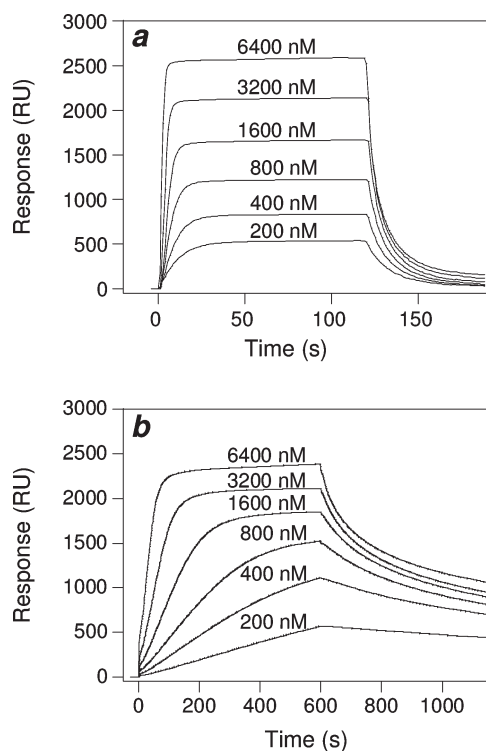 a
3000
2500
2000
1500
1000
500
0
Response (RU)
6400 nM
3200 nM
1600 nM
800 nM
400 nM
200 nM
0
50
100
150
Time (s)
b
3000
2500
2000
1500
1000
500
0
Response (RU)
6400 nM
3200 nM
1600 nM
800 nM
400 nM
200 nM
0
200
400
600
800
1000
Time (s)